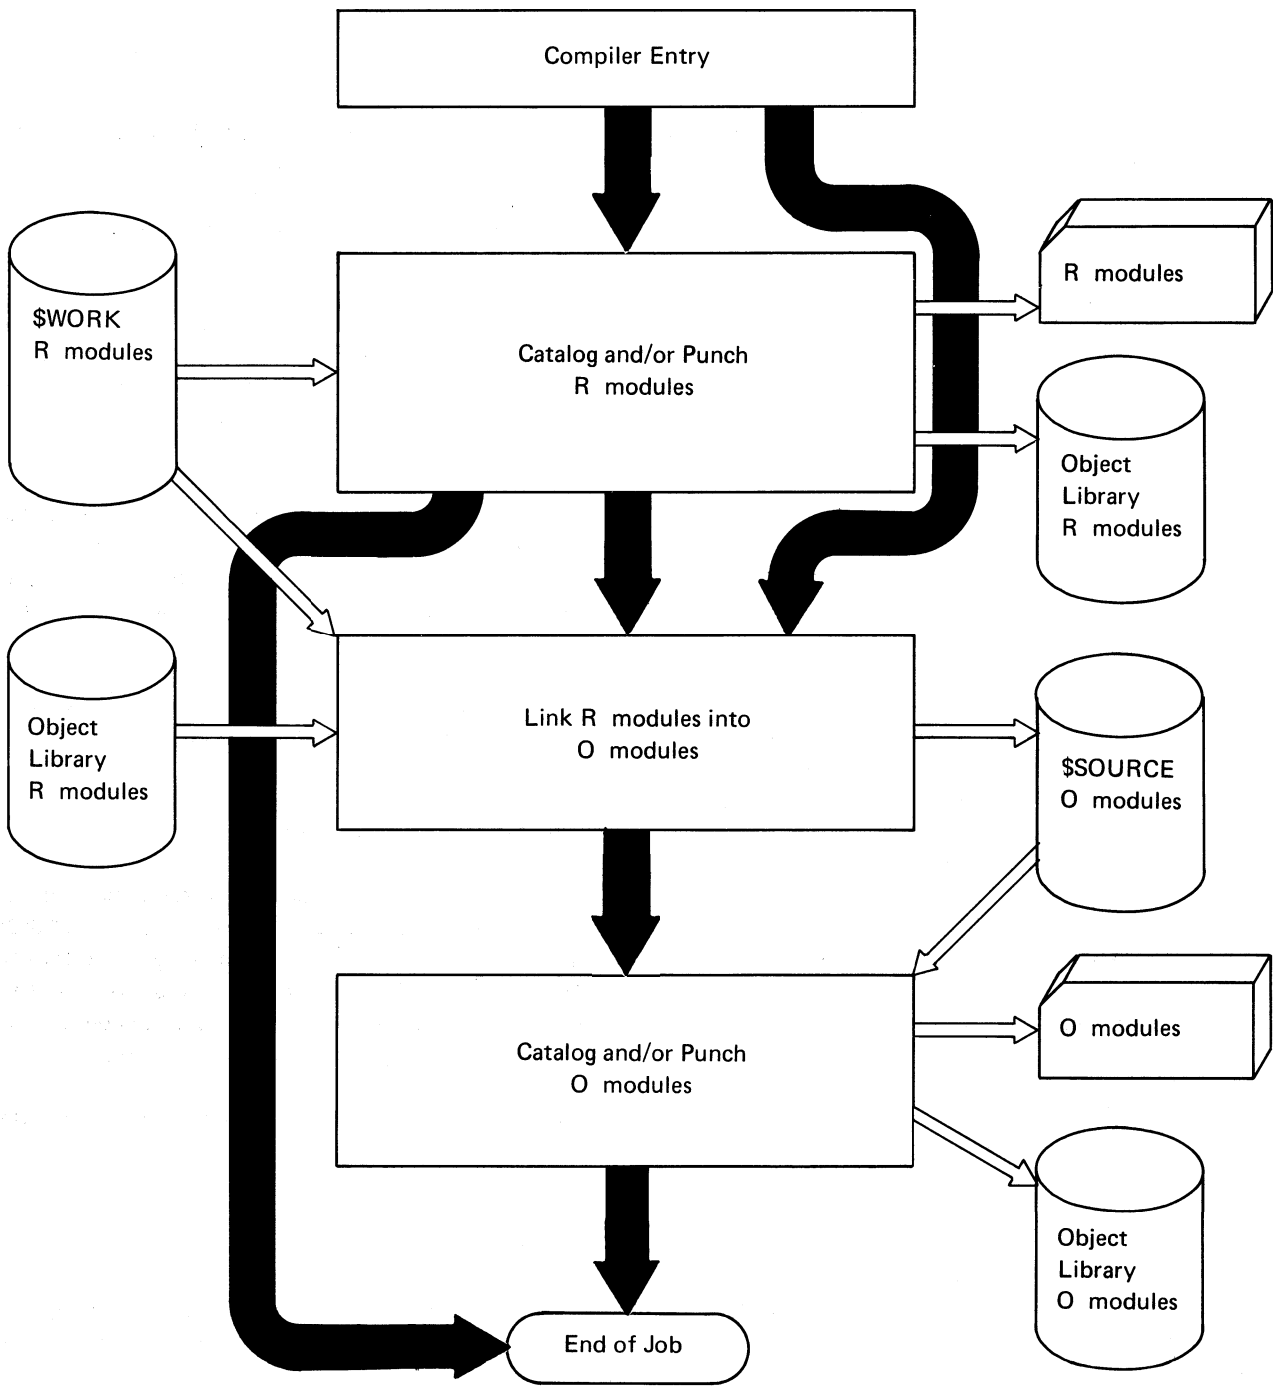 Compiler Entry
R modules
$WORK
R modules
Catalog and/or Punch
R modules
Object
Library
R modules
Object
Library
R modules
Link R modules into
O modules
$SOURCE
O modules
Catalog and/or Punch
O modules
O modules
Object
Library
O modules
End of Job